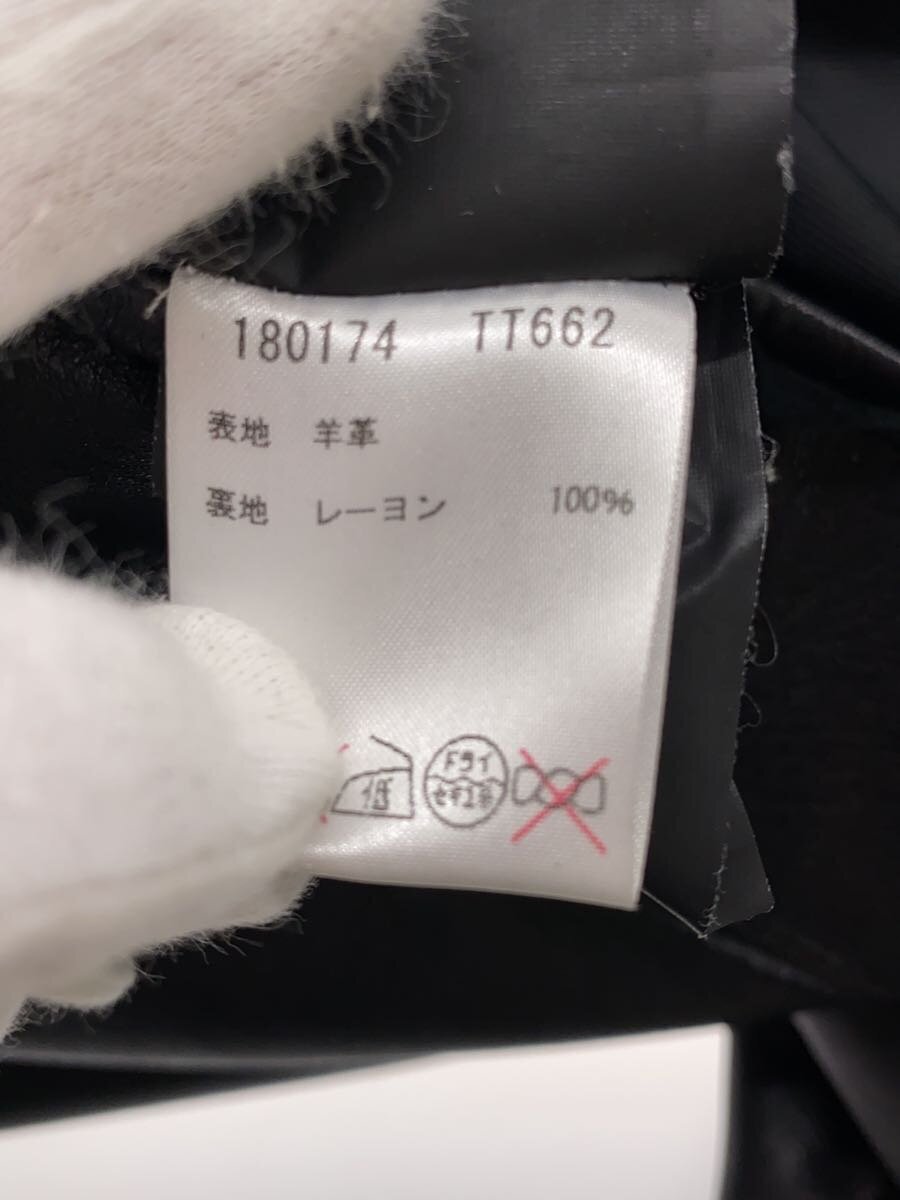 180174 TT662
表地 羊革
裏地 レーヨン 100%
低 ドライ
セキユ系